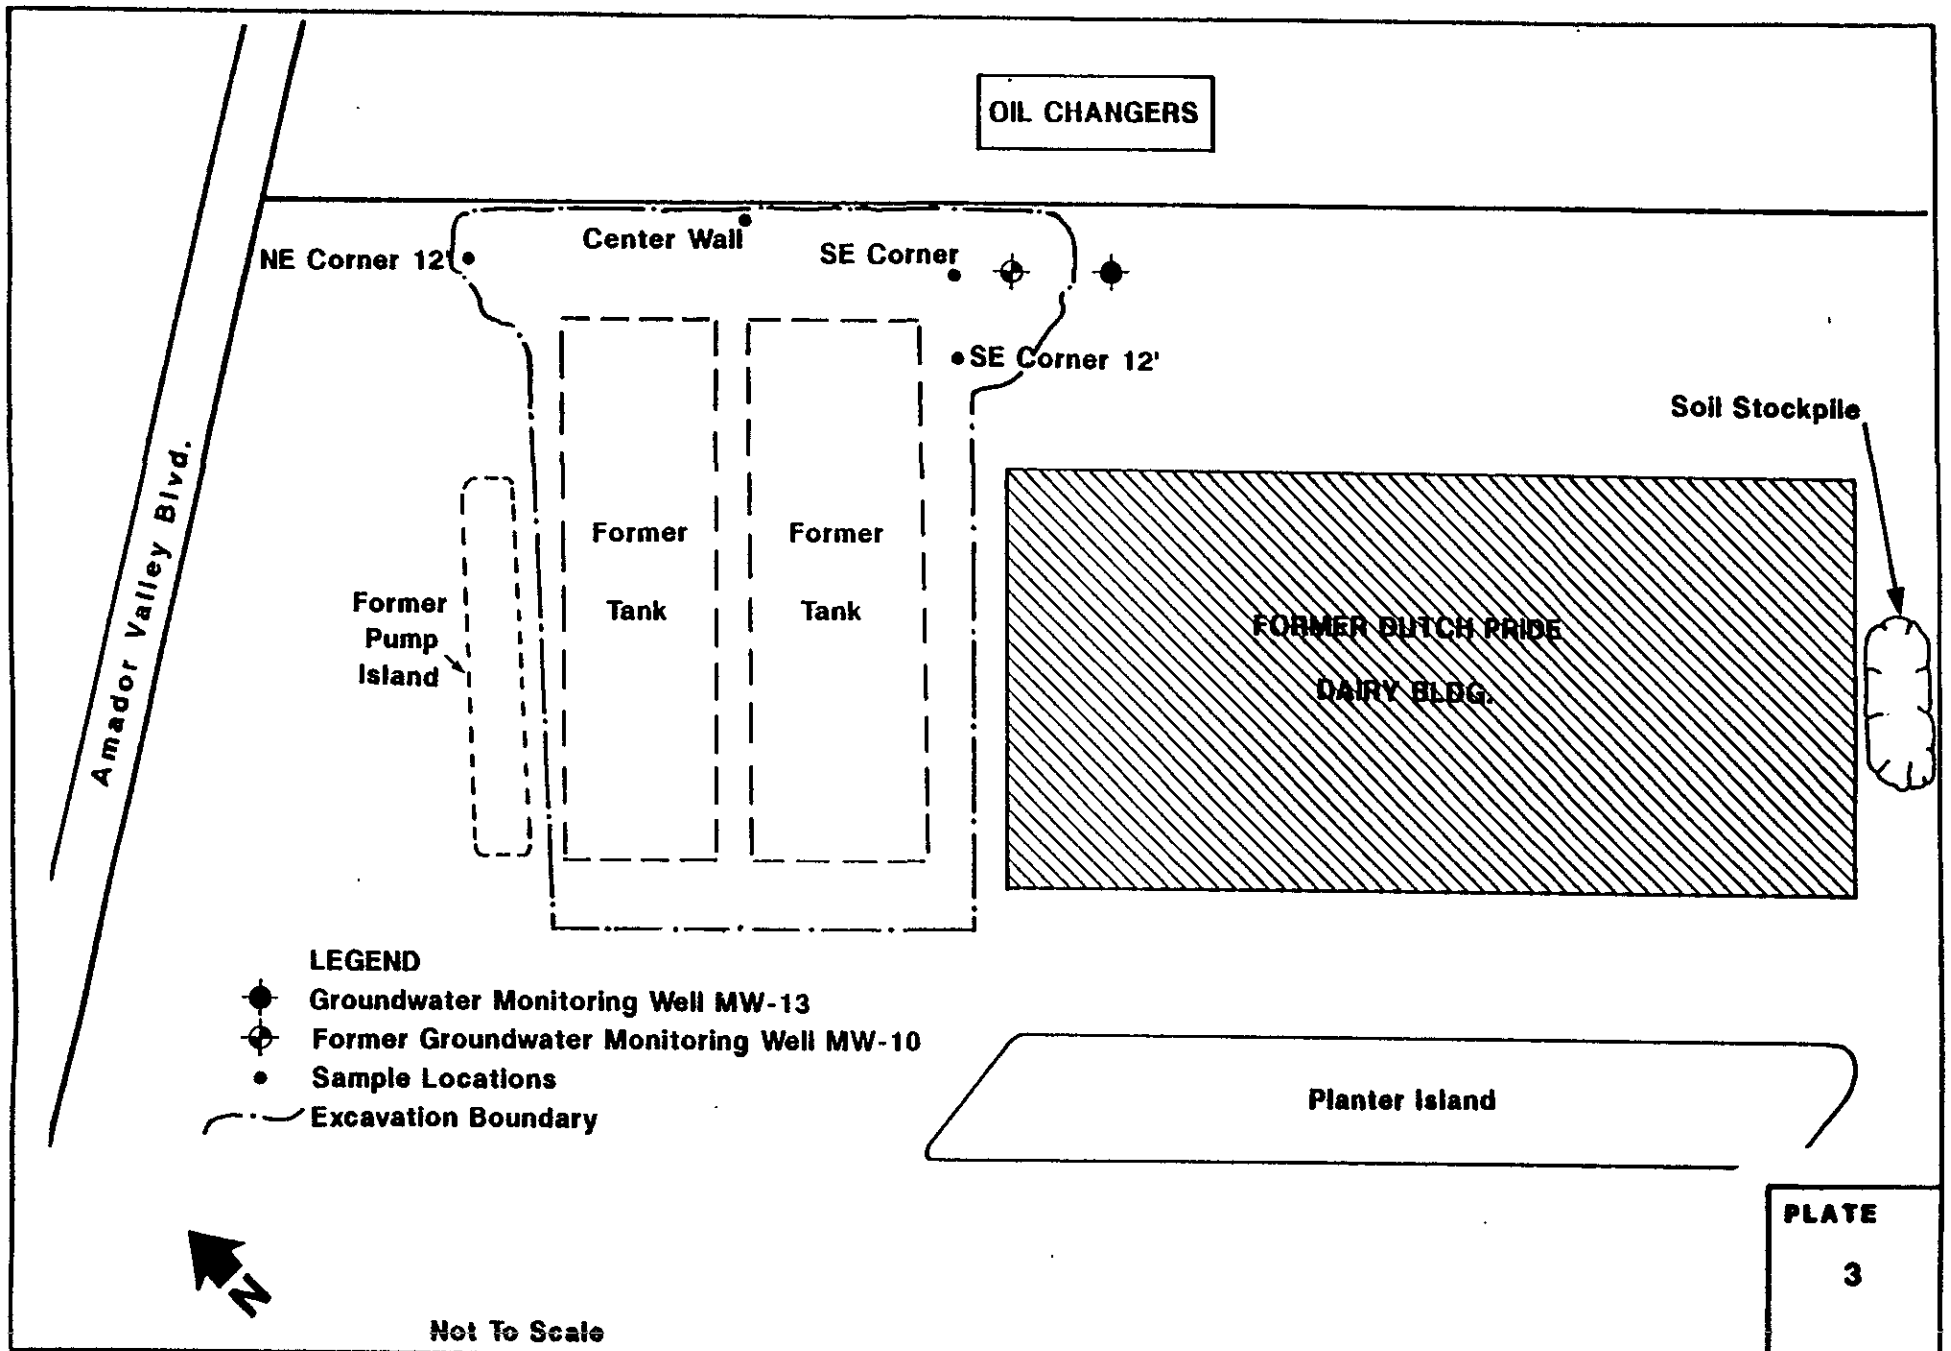 OIL CHANGERS
Center Wall
SE Corner
NE Corner 12'
SE Corner 12'
Soil Stockpile
Amador Valley Blvd.
Former
Tank
Former
Tank
Former
Pump
Island
FORMER DUTCH PRIDE
DAIRY BLDG.
LEGEND
Groundwater Monitoring Well MW-13
Former Groundwater Monitoring Well MW-10
Sample Locations
Excavation Boundary
Planter Island
N
Not To Scale
PLATE
3